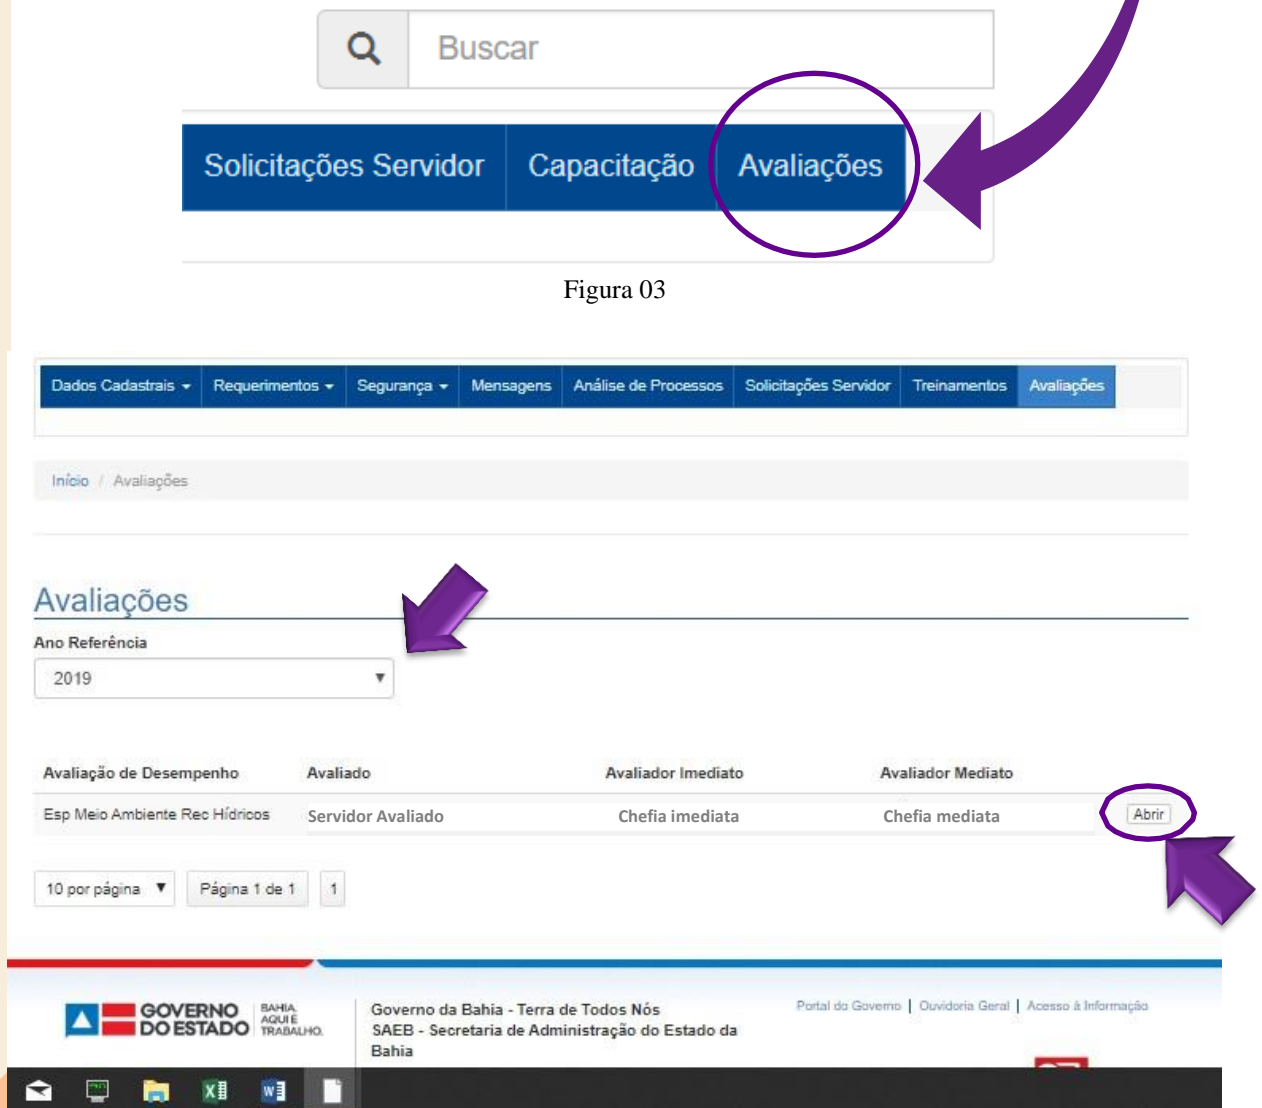 Buscar
Solicitações Servidor Capacitação Avaliações
Figura 03
Dados Cadastrais Requerimentos Segurança Mensagens Análise de Processos Solicitações Servidor Treinamentos Avaliações
Início / Avaliações
Avaliações
Ano Referência
2019
Avaliação de Desempenho Avaliado Avaliador Imediato Avaliador Mediato
Esp Meio Ambiente Rec Hídricos Servidor Avaliado Chefia imediata Chefia mediata Abrir
10 por página Página 1 de 1 1
GOVERNO DO ESTADO
BAHIA. AQUI É TRABALHO.
Governo da Bahia - Terra de Todos Nós
SAEB - Secretaria de Administração do Estado da
Bahia
Portal do Governo | Ouvidoria Geral | Acesso à Informação